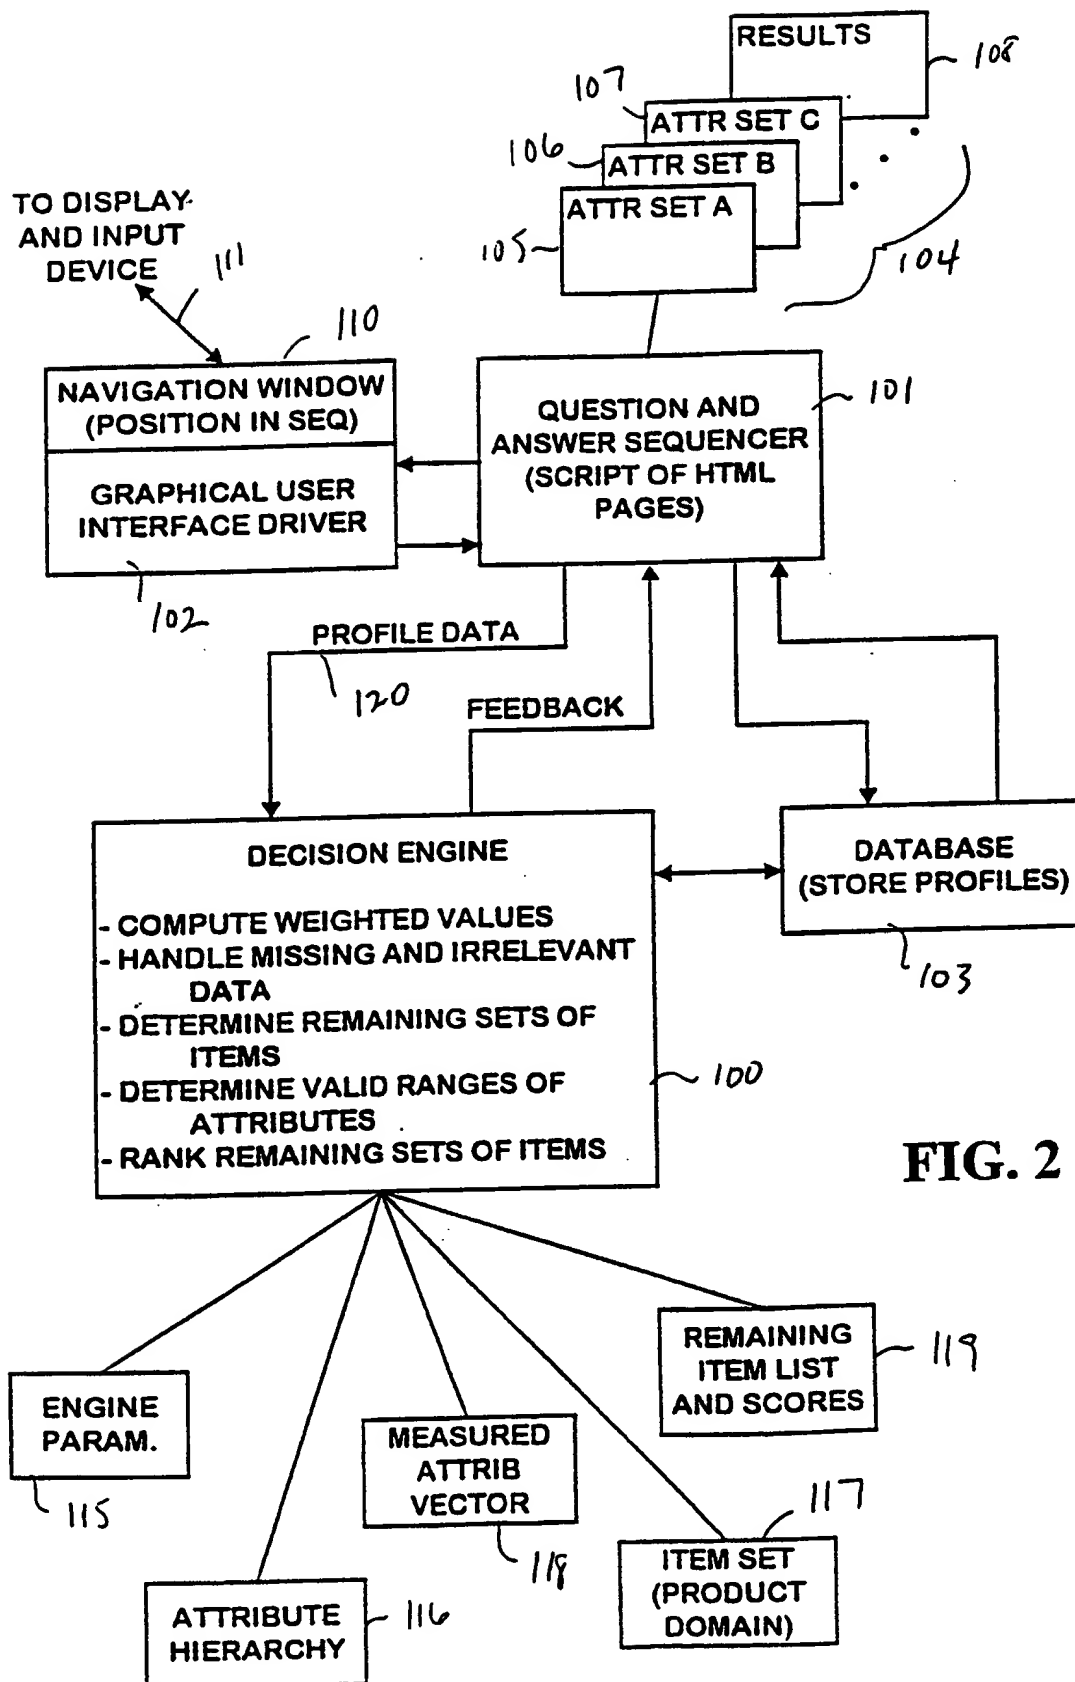 RESULTS
108
107
ATTR SET C
106
ATTR SET B
ATTR SET A
105
104
TO DISPLAY
AND INPUT
DEVICE
111
110
NAVIGATION WINDOW
(POSITION IN SEQ)
GRAPHICAL USER
INTERFACE DRIVER
102
QUESTION AND
ANSWER SEQUENCER
(SCRIPT OF HTML
PAGES)
101
PROFILE DATA
120
FEEDBACK
DECISION ENGINE
- COMPUTE WEIGHTED VALUES
- HANDLE MISSING AND IRRELEVANT
DATA
- DETERMINE REMAINING SETS OF
ITEMS
- DETERMINE VALID RANGES OF
ATTRIBUTES
- RANK REMAINING SETS OF ITEMS
100
DATABASE
(STORE PROFILES)
103
FIG. 2
ENGINE
PARAM.
115
ATTRIBUTE
HIERARCHY
116
MEASURED
ATTRIB
VECTOR
118
REMAINING
ITEM LIST
AND SCORES
119
117
ITEM SET
(PRODUCT
DOMAIN)